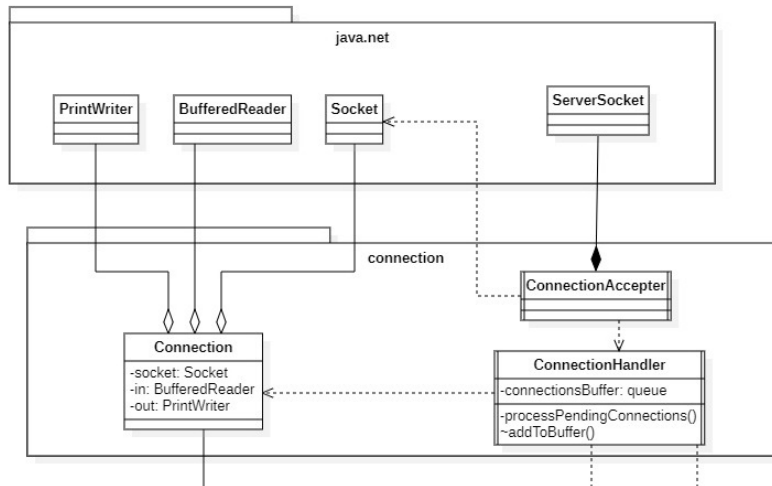 java.net
PrintWriter
BufferedReader
Socket
ServerSocket
connection
ConnectionAccepter
Connection
-socket: Socket
-in: BufferedReader
-out: PrintWriter
ConnectionHandler
-connectionsBuffer: queue
-processPendingConnections()
~addToBuffer()